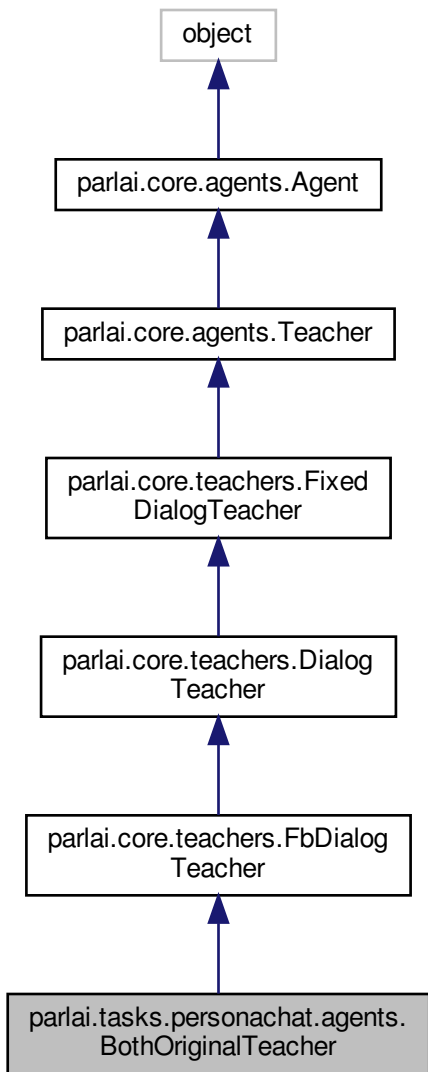 object
parlai.core.agents.Agent
parlai.core.agents.Teacher
parlai.core.teachers.Fixed
DialogTeacher
parlai.core.teachers.Dialog
Teacher
parlai.core.teachers.FbDialog
Teacher
parlai.tasks.personachat.agents.
BothOriginalTeacher